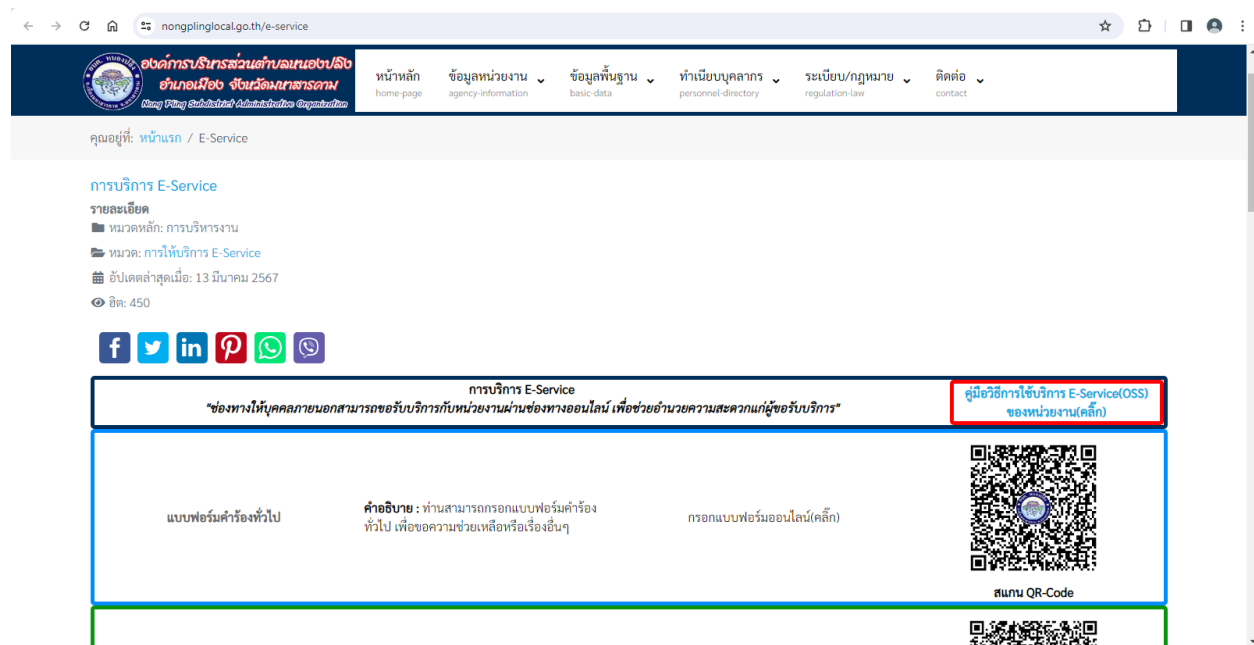 nongplinglocal.go.th/e-service
องค์การบริหารส่วนตำบลหนองปลิง
อำเภอเมือง จังหวัดมหาสารคาม
Nong Pling Subdistrict Administrative Organization
หน้าหลัก ข้อมูลหน่วยงาน ข้อมูลพื้นฐาน ทำเนียบบุคลากร ระเบียบ/กฎหมาย ติดต่อ
home-page agency-information basic-data personnel-directory regulation-law contact
คุณอยู่ที่: หน้าแรก / E-Service
การบริการ E-Service
รายละเอียด
หมวดหลัก: การบริหารงาน
หมวด: การให้บริการ E-Service
อัปเดตล่าสุดเมื่อ: 13 มีนาคม 2567
ฮิต: 450
การบริการ E-Service
"ช่องทางให้บุคคลภายนอกสามารถขอรับบริการกับหน่วยงานผ่านช่องทางออนไลน์ เพื่อช่วยอำนวยความสะดวกแก่ผู้ขอรับบริการ"
คู่มือวิธีการใช้บริการ E-Service(OSS)
ของหน่วยงาน(คลิ๊ก)
แบบฟอร์มคำร้องทั่วไป
คำอธิบาย : ท่านสามารถกรอกแบบฟอร์มคำร้อง
ทั่วไป เพื่อขอความช่วยเหลือหรือเรื่องอื่นๆ
กรอกแบบฟอร์มออนไลน์(คลิ๊ก)
สแกน QR-Code